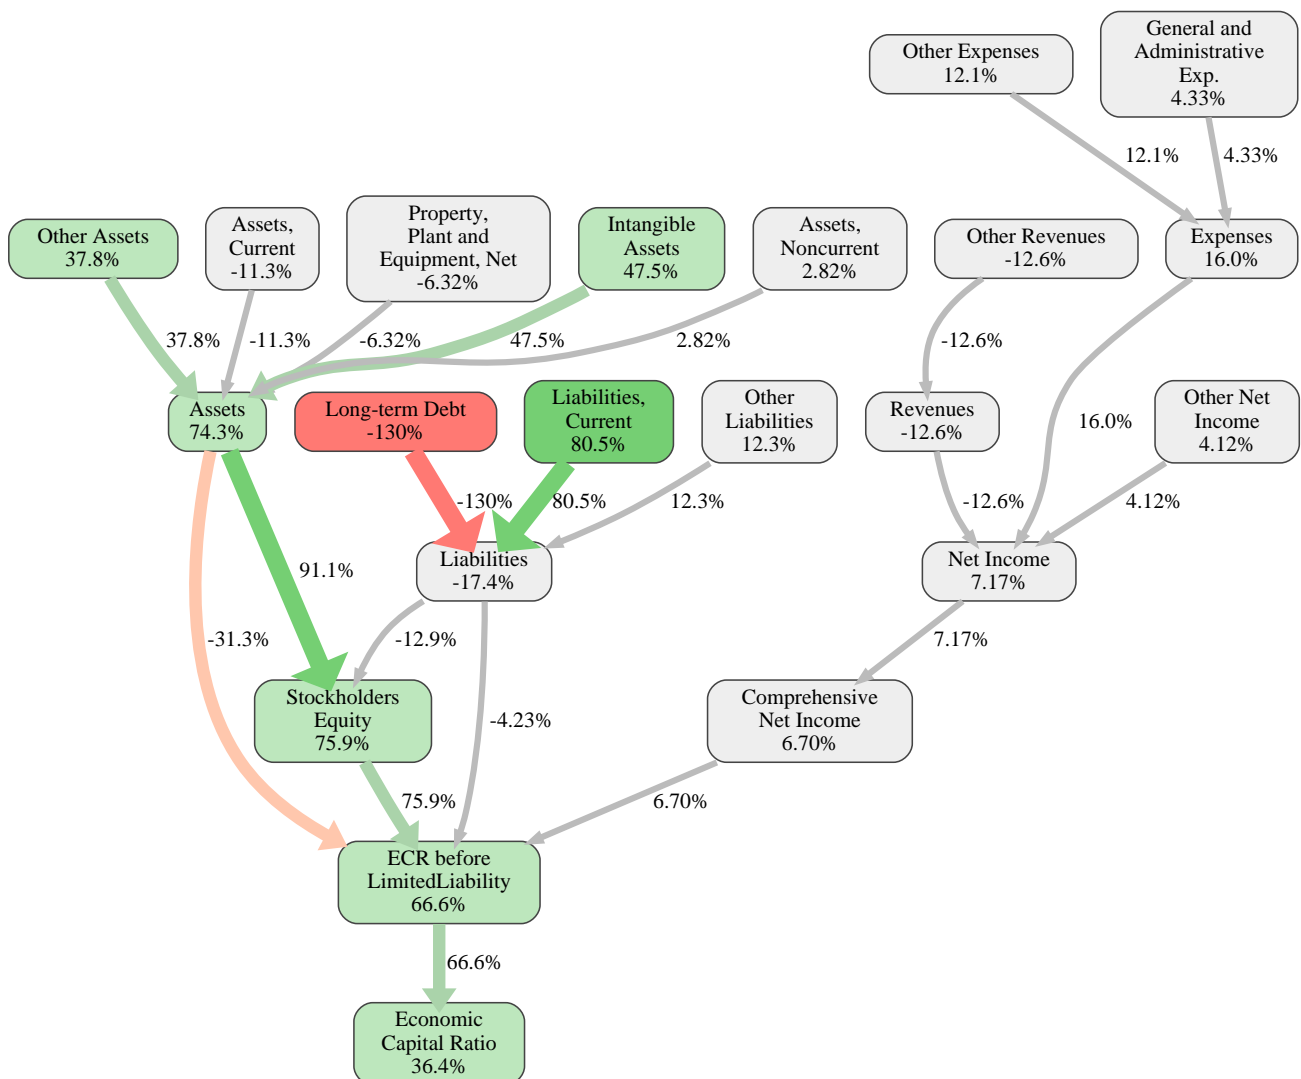 General and
Administrative
Exp.
4.33%
Other Expenses
12.1%
12.1%
4.33%
Other Assets
37.8%
Assets,
Current
-11.3%
Property,
Plant and
Equipment, Net
-6.32%
Intangible
Assets
47.5%
Assets,
Noncurrent
2.82%
Other Revenues
-12.6%
Expenses
16.0%
37.8%
-11.3%
-6.32%
47.5%
2.82%
-12.6%
16.0%
Assets
74.3%
Long-term Debt
-130%
Liabilities,
Current
80.5%
Other
Liabilities
12.3%
Revenues
-12.6%
Other Net
Income
4.12%
-130%
80.5%
12.3%
-12.6%
4.12%
91.1%
Liabilities
-17.4%
Net Income
7.17%
-31.3%
-12.9%
-4.23%
7.17%
Stockholders
Equity
75.9%
Comprehensive
Net Income
6.70%
75.9%
6.70%
ECR before
LimitedLiability
66.6%
66.6%
Economic
Capital Ratio
36.4%